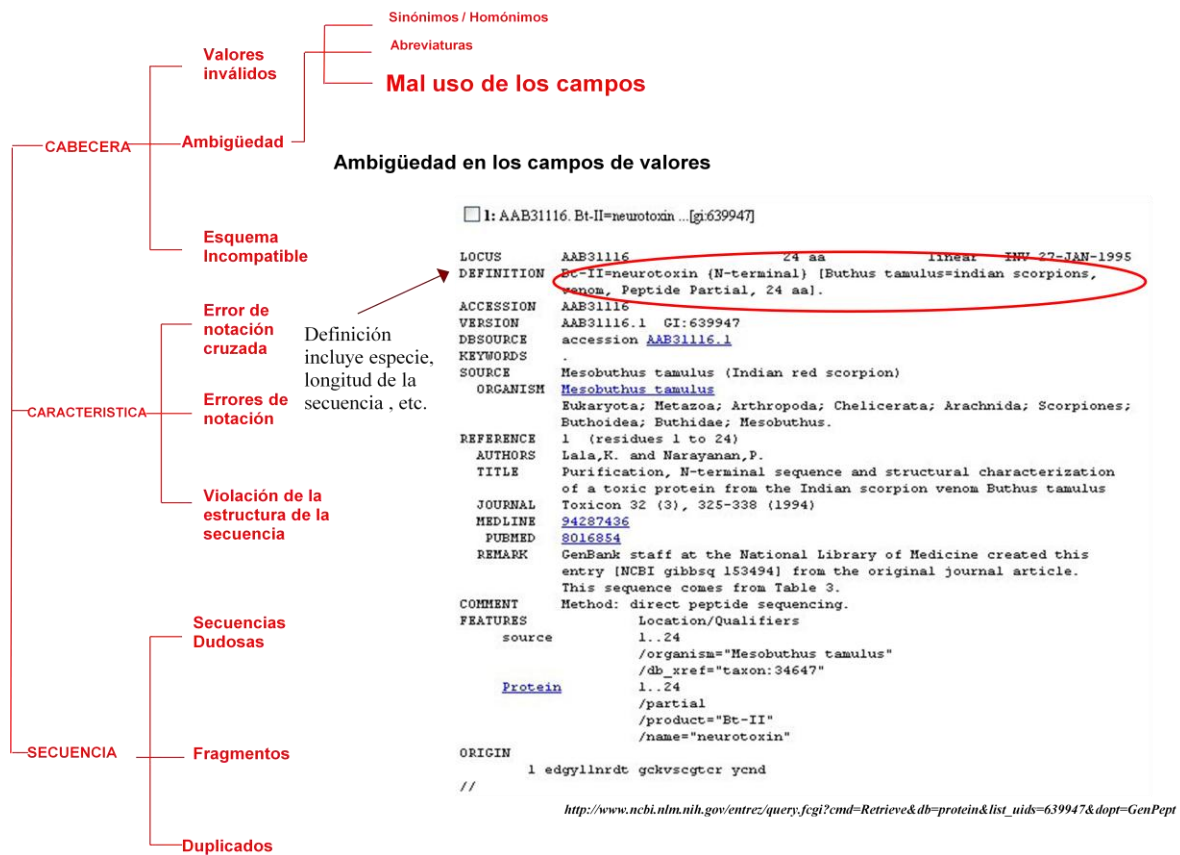 Sinónimos / Homónimos
Abreviaturas
Mal uso de los campos
Valores
inválidos
CABECERA
Ambigüedad
Esquema
Incompatible
Error de
notación
cruzada
CARACTERISTICA
Errores de
notación
Violación de la
estructura de la
secuencia
Secuencias
Dudosas
SECUENCIA
Fragmentos
Duplicados
Ambigüedad en los campos de valores
Definición
incluye especie,
longitud de la
secuencia , etc.
1: AAB31116. Bt-II=neurotoxin ...[gi:639947]
LOCUS AAB31116 24 aa linear INV 27-JAN-1995
DEFINITION Bt-II=neurotoxin {N-terminal} [Buthus tamulus=indian scorpions,
venom, Peptide Partial, 24 aa].
ACCESSION AAB31116
VERSION AAB31116.1 GI:639947
DBSOURCE accession AAB31116.1
KEYWORDS .
SOURCE Mesobuthus tamulus (Indian red scorpion)
ORGANISM Mesobuthus tamulus
Eukaryota; Metazoa; Arthropoda; Chelicerata; Arachnida; Scorpiones;
Buthoidea; Buthidae; Mesobuthus.
REFERENCE 1 (residues 1 to 24)
AUTHORS Lala,K. and Narayanan,P.
TITLE Purification, N-terminal sequence and structural characterization
of a toxic protein from the Indian scorpion venom Buthus tamulus
JOURNAL Toxicon 32 (3), 325-338 (1994)
MEDLINE 94287436
PUBMED 8016854
REMARK GenBank staff at the National Library of Medicine created this
entry [NCBI gibbsq 153494] from the original journal article.
This sequence comes from Table 3.
COMMENT Method: direct peptide sequencing.
FEATURES Location/Qualifiers
source 1..24
/organism="Mesobuthus tamulus"
/db_xref="taxon:34647"
Protein 1..24
/partial
/product="Bt-II"
/name="neurotoxin"
ORIGIN
1 edgyllnrdt gckvscgtcr ycnd
//
http://www.ncbi.nlm.nih.gov/entrez/query.fcgi?cmd=Retrieve&db=protein&list_uids=639947&dopt=GenPept